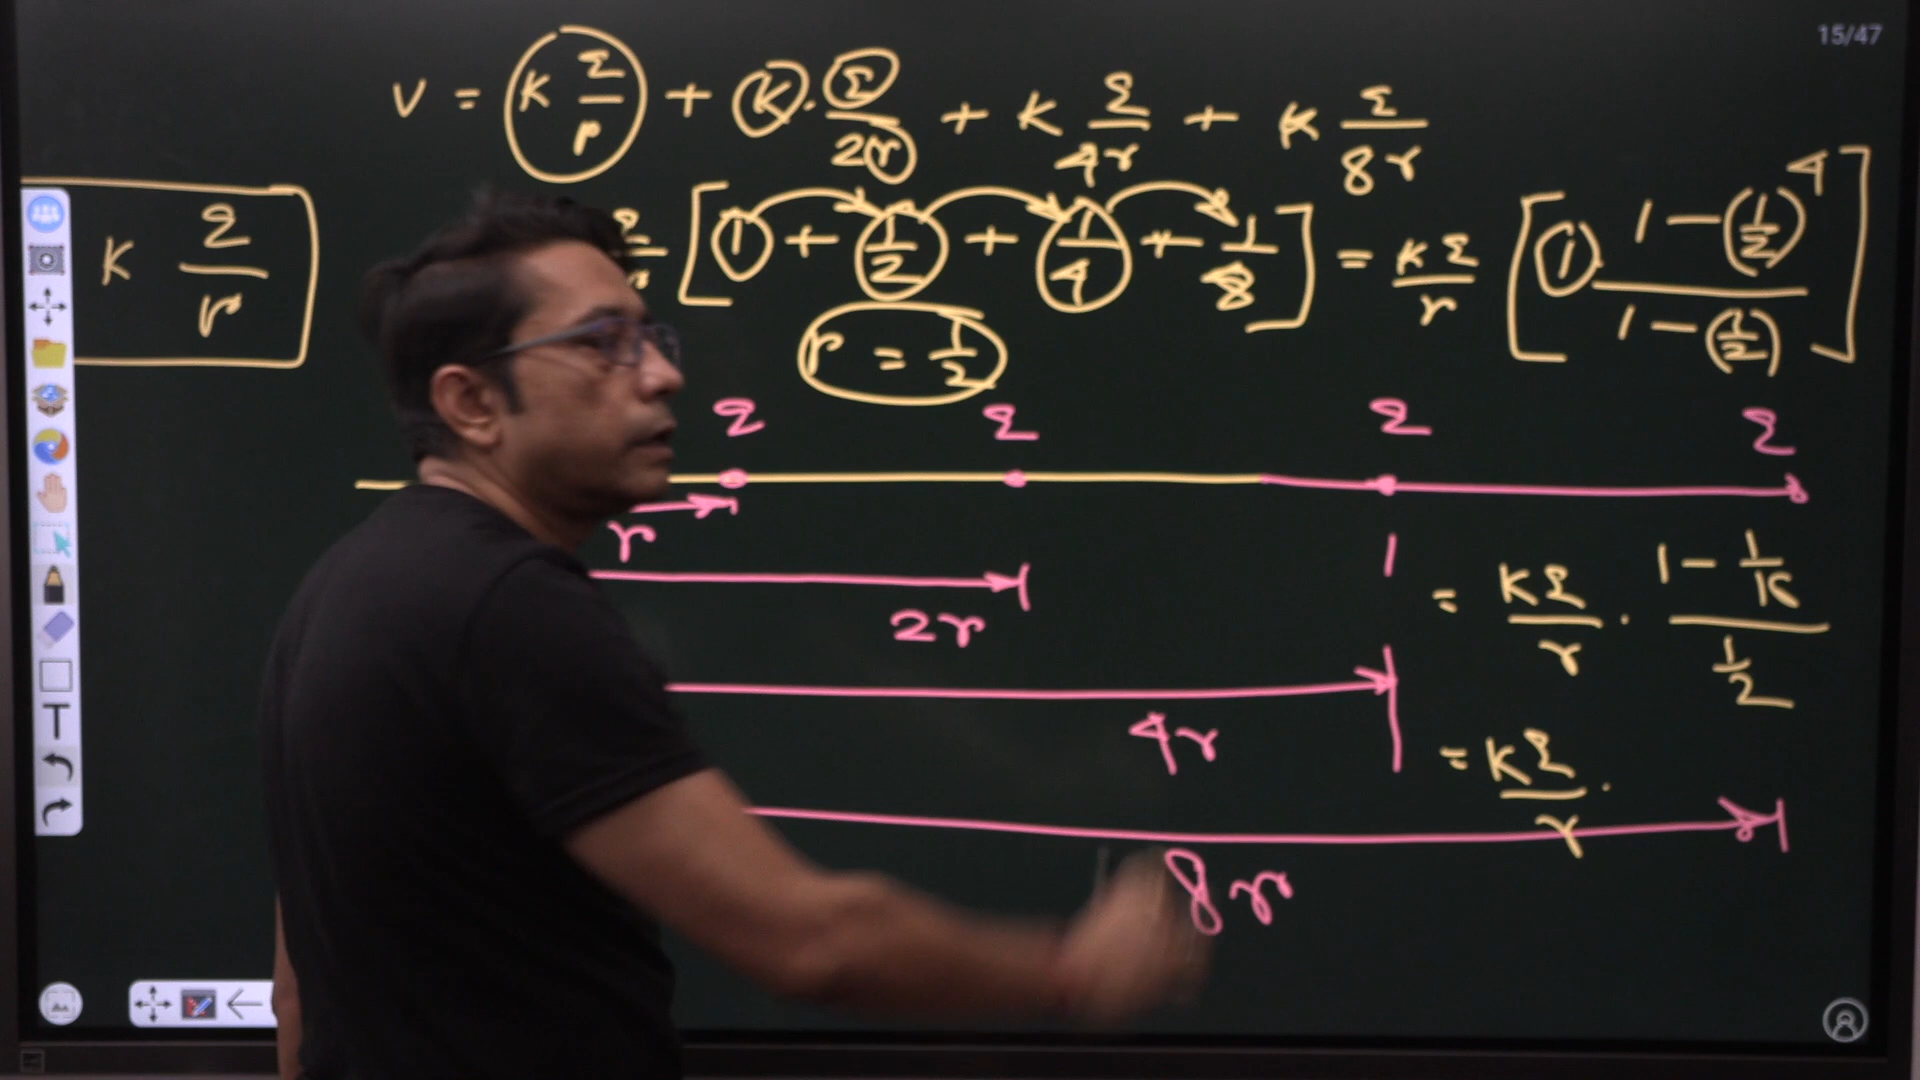 15/47
V = K q/r + K · q/2r + K q/4r + K q/8r
K q/r
[1 + 1/2 + 1/4 + 1/8] = Kq/r [1 · (1 - (1/2)^4)/(1 - (1/2))]
r = 1/2
q q q q
r
2r
= Kq/r · (1 - 1/16)/(1/2)
4r
= Kq/r ·
8r
T